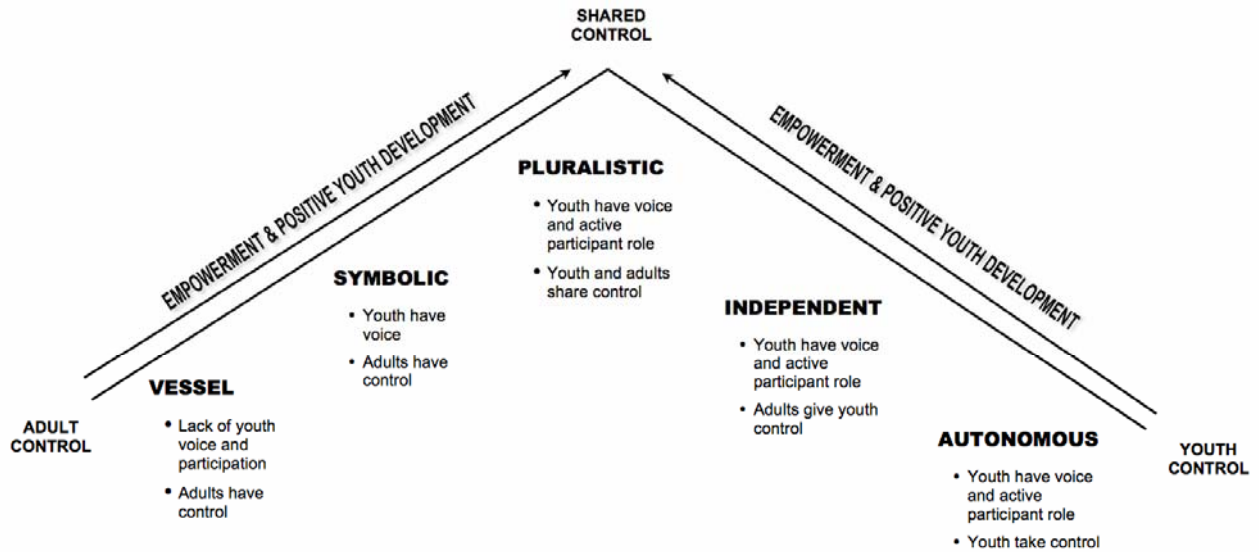 SHARED
CONTROL
EMPOWERMENT & POSITIVE YOUTH DEVELOPMENT
EMPOWERMENT & POSITIVE YOUTH DEVELOPMENT
PLURALISTIC
• Youth have voice
and active
participant role
• Youth and adults
share control
SYMBOLIC
• Youth have
voice
• Adults have
control
INDEPENDENT
• Youth have voice
and active
participant role
• Adults give youth
control
VESSEL
• Lack of youth
voice and
participation
• Adults have
control
ADULT
CONTROL
AUTONOMOUS
• Youth have voice
and active
participant role
• Youth take control
YOUTH
CONTROL